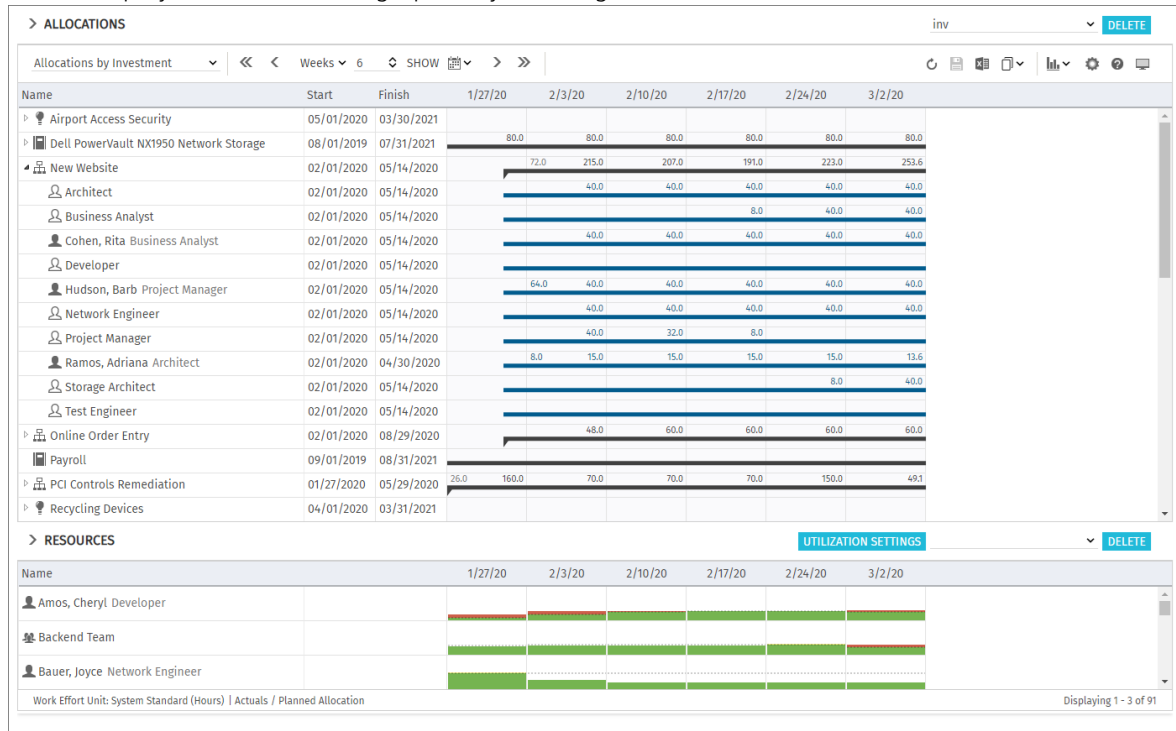 ALLOCATIONS inv DELETE
Allocations by Investment Weeks 6 SHOW
Name Start Finish 1/27/20 2/3/20 2/10/20 2/17/20 2/24/20 3/2/20
Airport Access Security 05/01/2020 03/30/2021
Dell PowerVault NX1950 Network Storage 08/01/2019 07/31/2021 80.0 80.0 80.0 80.0 80.0 80.0
New Website 02/01/2020 05/14/2020 72.0 215.0 207.0 191.0 223.0 253.6
Architect 02/01/2020 05/14/2020 40.0 40.0 40.0 40.0 40.0
Business Analyst 02/01/2020 05/14/2020 8.0 40.0 40.0
Cohen, Rita Business Analyst 02/01/2020 05/14/2020 40.0 40.0 40.0 40.0 40.0
Developer 02/01/2020 05/14/2020
Hudson, Barb Project Manager 02/01/2020 05/14/2020 64.0 40.0 40.0 40.0 40.0 40.0
Network Engineer 02/01/2020 05/14/2020 40.0 40.0 40.0 40.0 40.0
Project Manager 02/01/2020 05/14/2020 40.0 32.0 8.0
Ramos, Adriana Architect 02/01/2020 04/30/2020 8.0 15.0 15.0 15.0 15.0 13.6
Storage Architect 02/01/2020 05/14/2020 8.0 40.0
Test Engineer 02/01/2020 05/14/2020
Online Order Entry 02/01/2020 08/29/2020 48.0 60.0 60.0 60.0 60.0
Payroll 09/01/2019 08/31/2021
PCI Controls Remediation 01/27/2020 05/29/2020 26.0 160.0 70.0 70.0 70.0 150.0 49.1
Recycling Devices 04/01/2020 03/31/2021
RESOURCES UTILIZATION SETTINGS DELETE
Name 1/27/20 2/3/20 2/10/20 2/17/20 2/24/20 3/2/20
Amos, Cheryl Developer
Backend Team
Bauer, Joyce Network Engineer
Work Effort Unit: System Standard (Hours) | Actuals / Planned Allocation Displaying 1 - 3 of 91